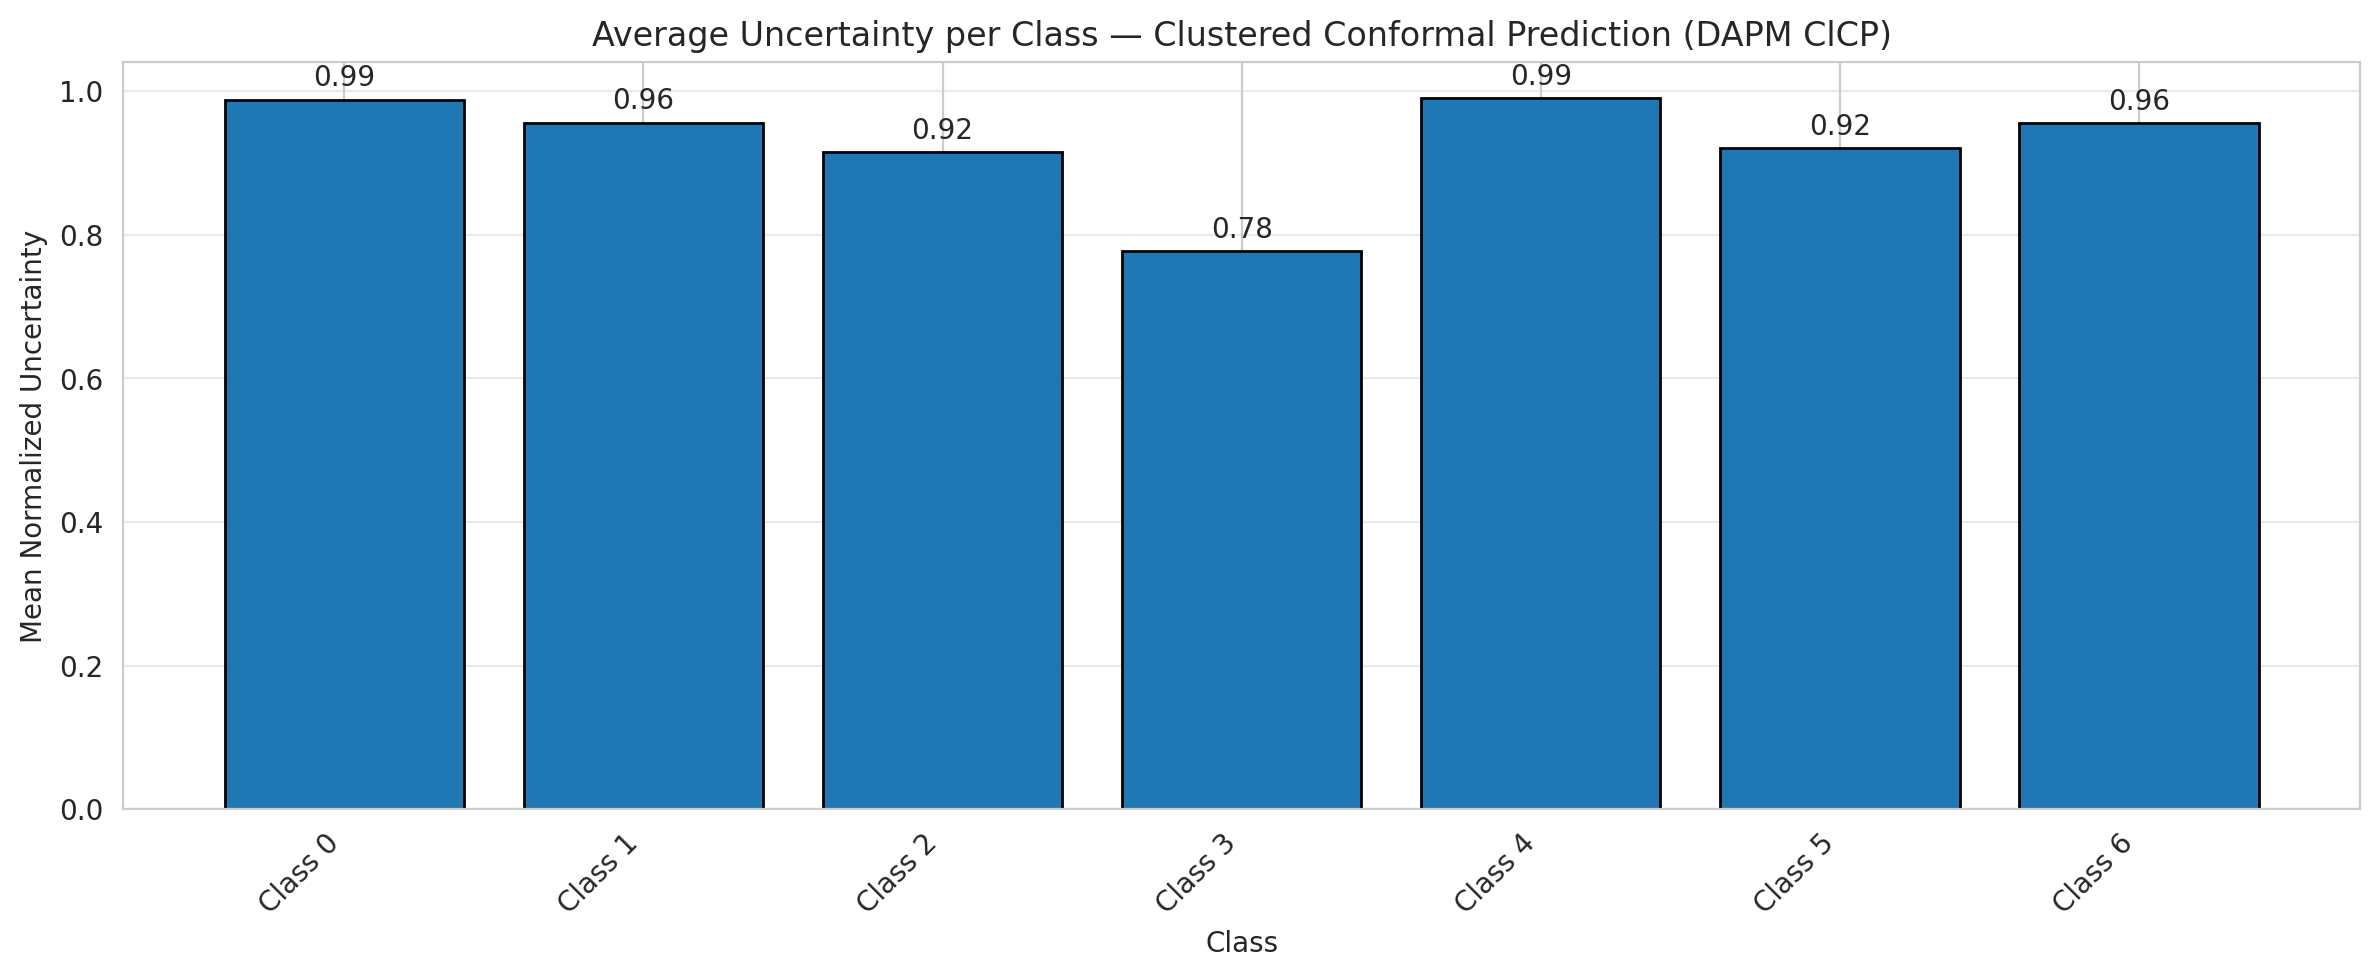 Average Uncertainty per Class — Clustered Conformal Prediction (DAPM ClCP)
Mean Normalized Uncertainty
1.0
0.8
0.6
0.4
0.2
0.0
0.99
0.96
0.92
0.78
0.99
0.92
0.96
Class 0
Class 1
Class 2
Class 3
Class 4
Class 5
Class 6
Class